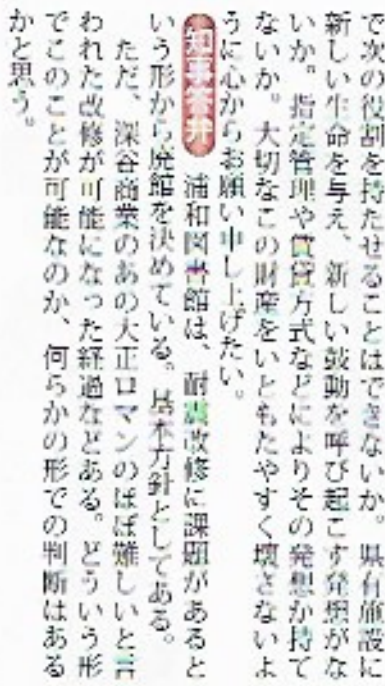 で次の役割を持たせることはできないか。県有施設に
新しい生命を与え、新しい鼓動を呼び起こす発想がな
いか。指定管理や賃貸方式などによりその発想が持て
ないか。大切なこの財産をいともたやすく壊さないよ
うに心からお願い申し上げたい。
知事答弁 浦和図書館は、耐震改修に課題があると
いう形から廃館を決めている。基本方針としてある。
ただ、深谷商業のあの大正ロマンのほぼ難しいと言
われた改修が可能になった経過などある。どういう形
でこのことが可能なのか、何らかの形での判断はある
かと思う。